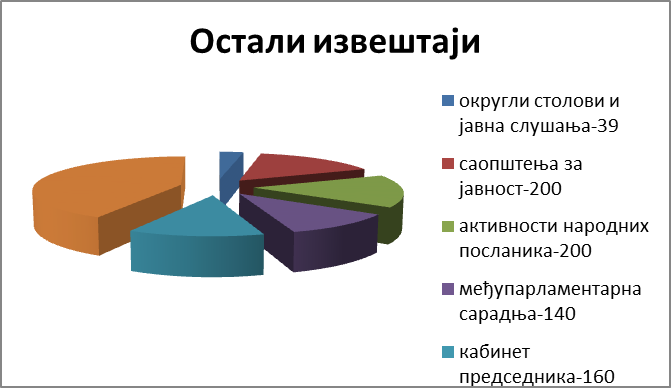 Остали извештаји
округли столови и
јавна слушања-39
саопштења за
јавност-200
активности народних
посланика-200
међупарламентарна
сарадња-140
кабинет
председника-160